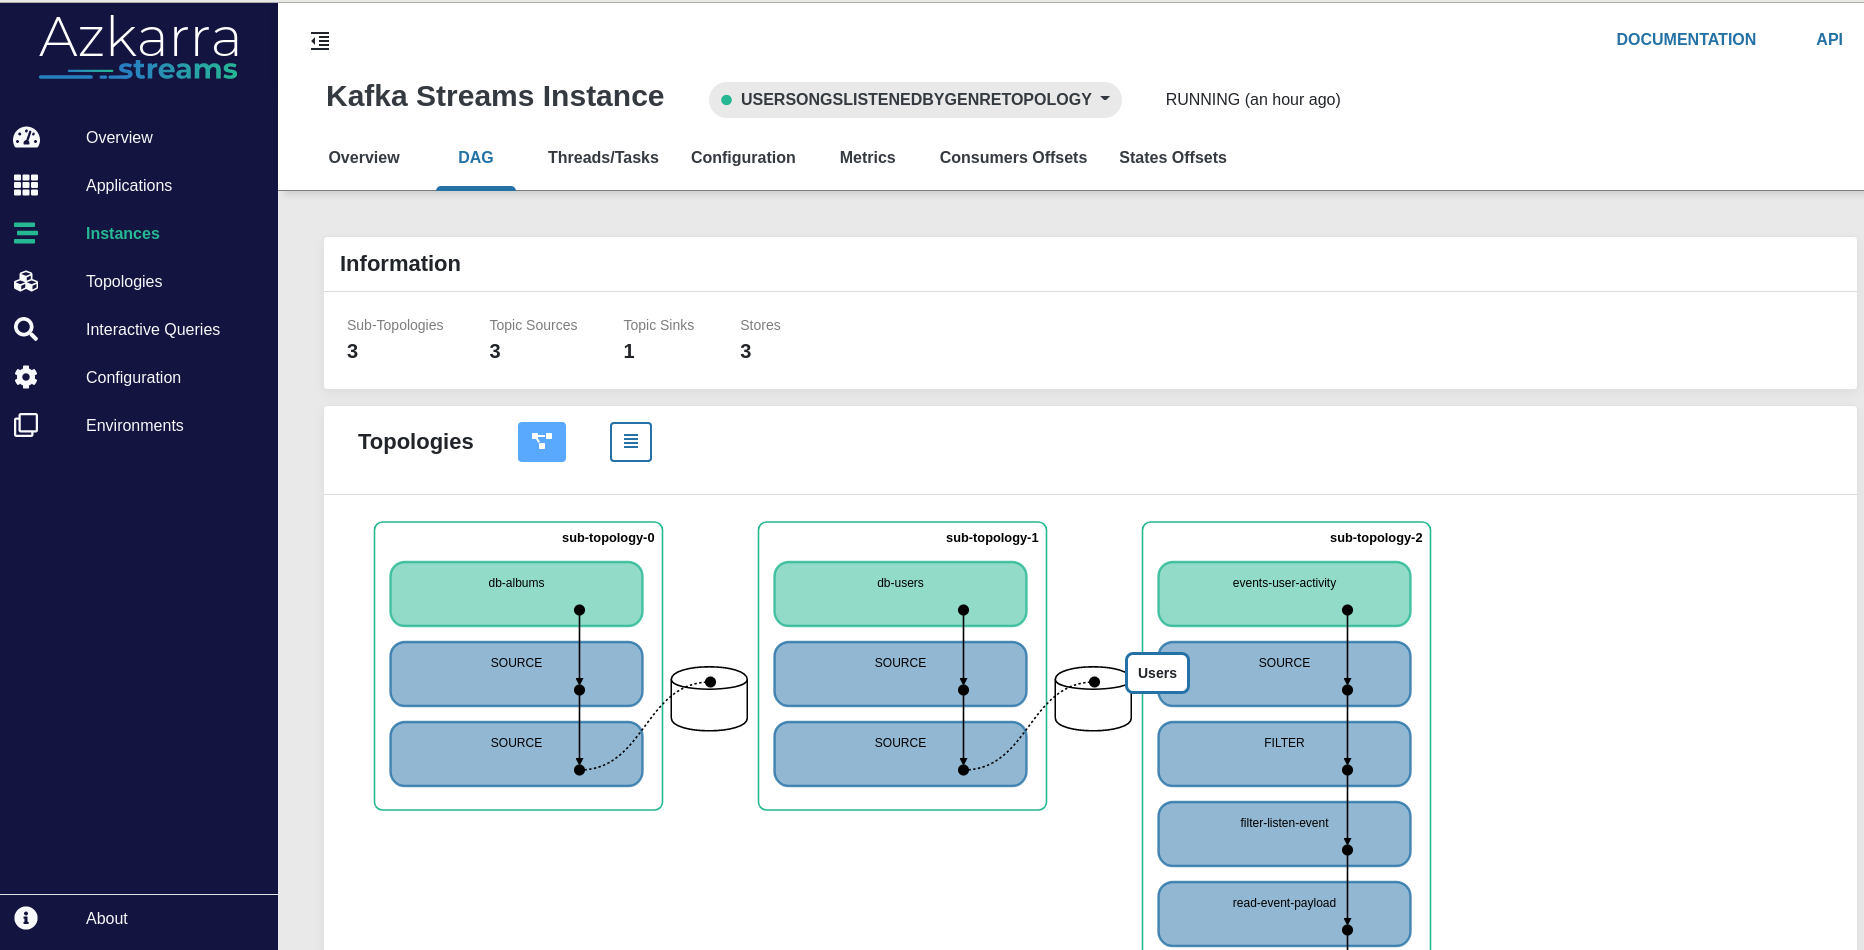 Azkarra
streams
Overview
Applications
Instances
Topologies
Interactive Queries
Configuration
Environments
About
DOCUMENTATION API
Kafka Streams Instance USERSONGSLISTENEDBYGENRETOPOLOGY RUNNING (an hour ago)
Overview DAG Threads/Tasks Configuration Metrics Consumers Offsets States Offsets
Information
Sub-Topologies Topic Sources Topic Sinks Stores
3 3 1 3
Topologies
sub-topology-0
db-albums
SOURCE
SOURCE
sub-topology-1
db-users
SOURCE
SOURCE
Users
sub-topology-2
events-user-activity
SOURCE
FILTER
filter-listen-event
read-event-payload